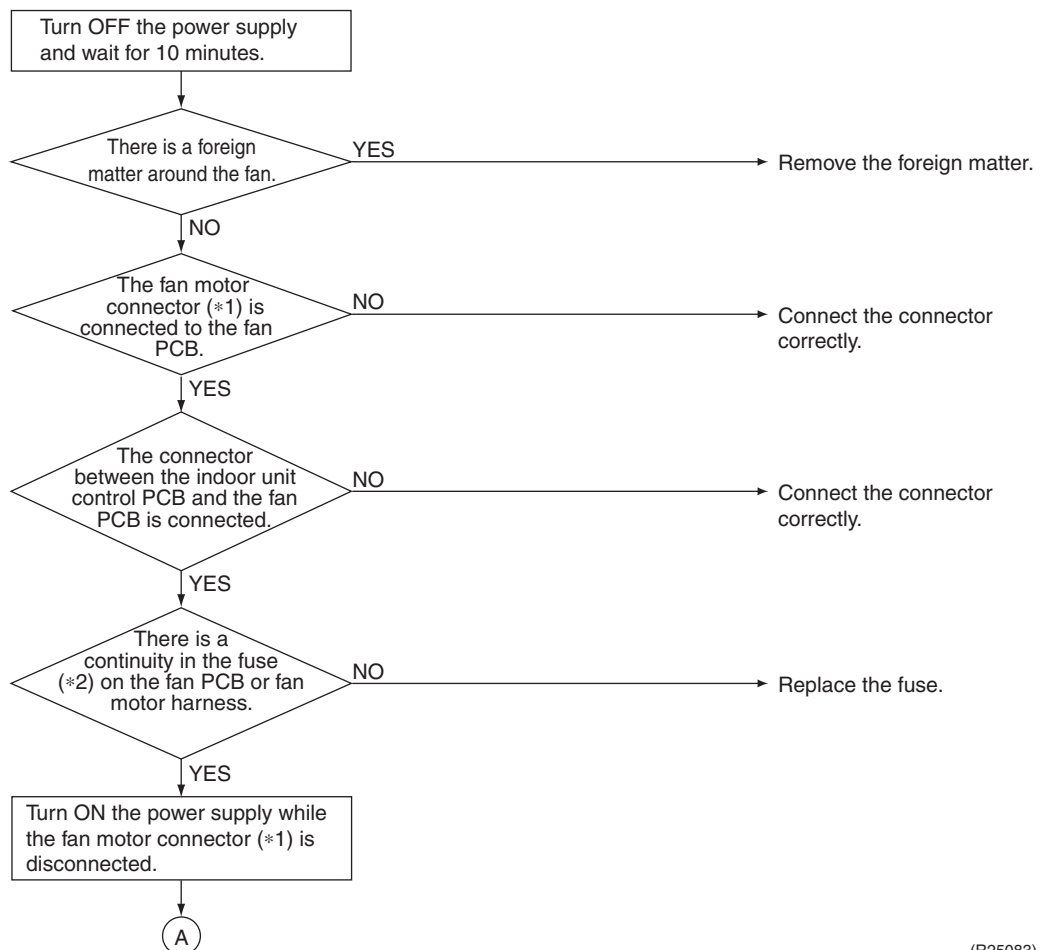 Turn OFF the power supply
and wait for 10 minutes.
There is a foreign
matter around the fan.
YES
Remove the foreign matter.
NO
The fan motor
connector (*1) is
connected to the fan
PCB.
NO
Connect the connector
correctly.
YES
The connector
between the indoor unit
control PCB and the fan
PCB is connected.
NO
Connect the connector
correctly.
YES
There is a
continuity in the fuse
(*2) on the fan PCB or fan
motor harness.
NO
Replace the fuse.
YES
Turn ON the power supply while
the fan motor connector (*1) is
disconnected.
A